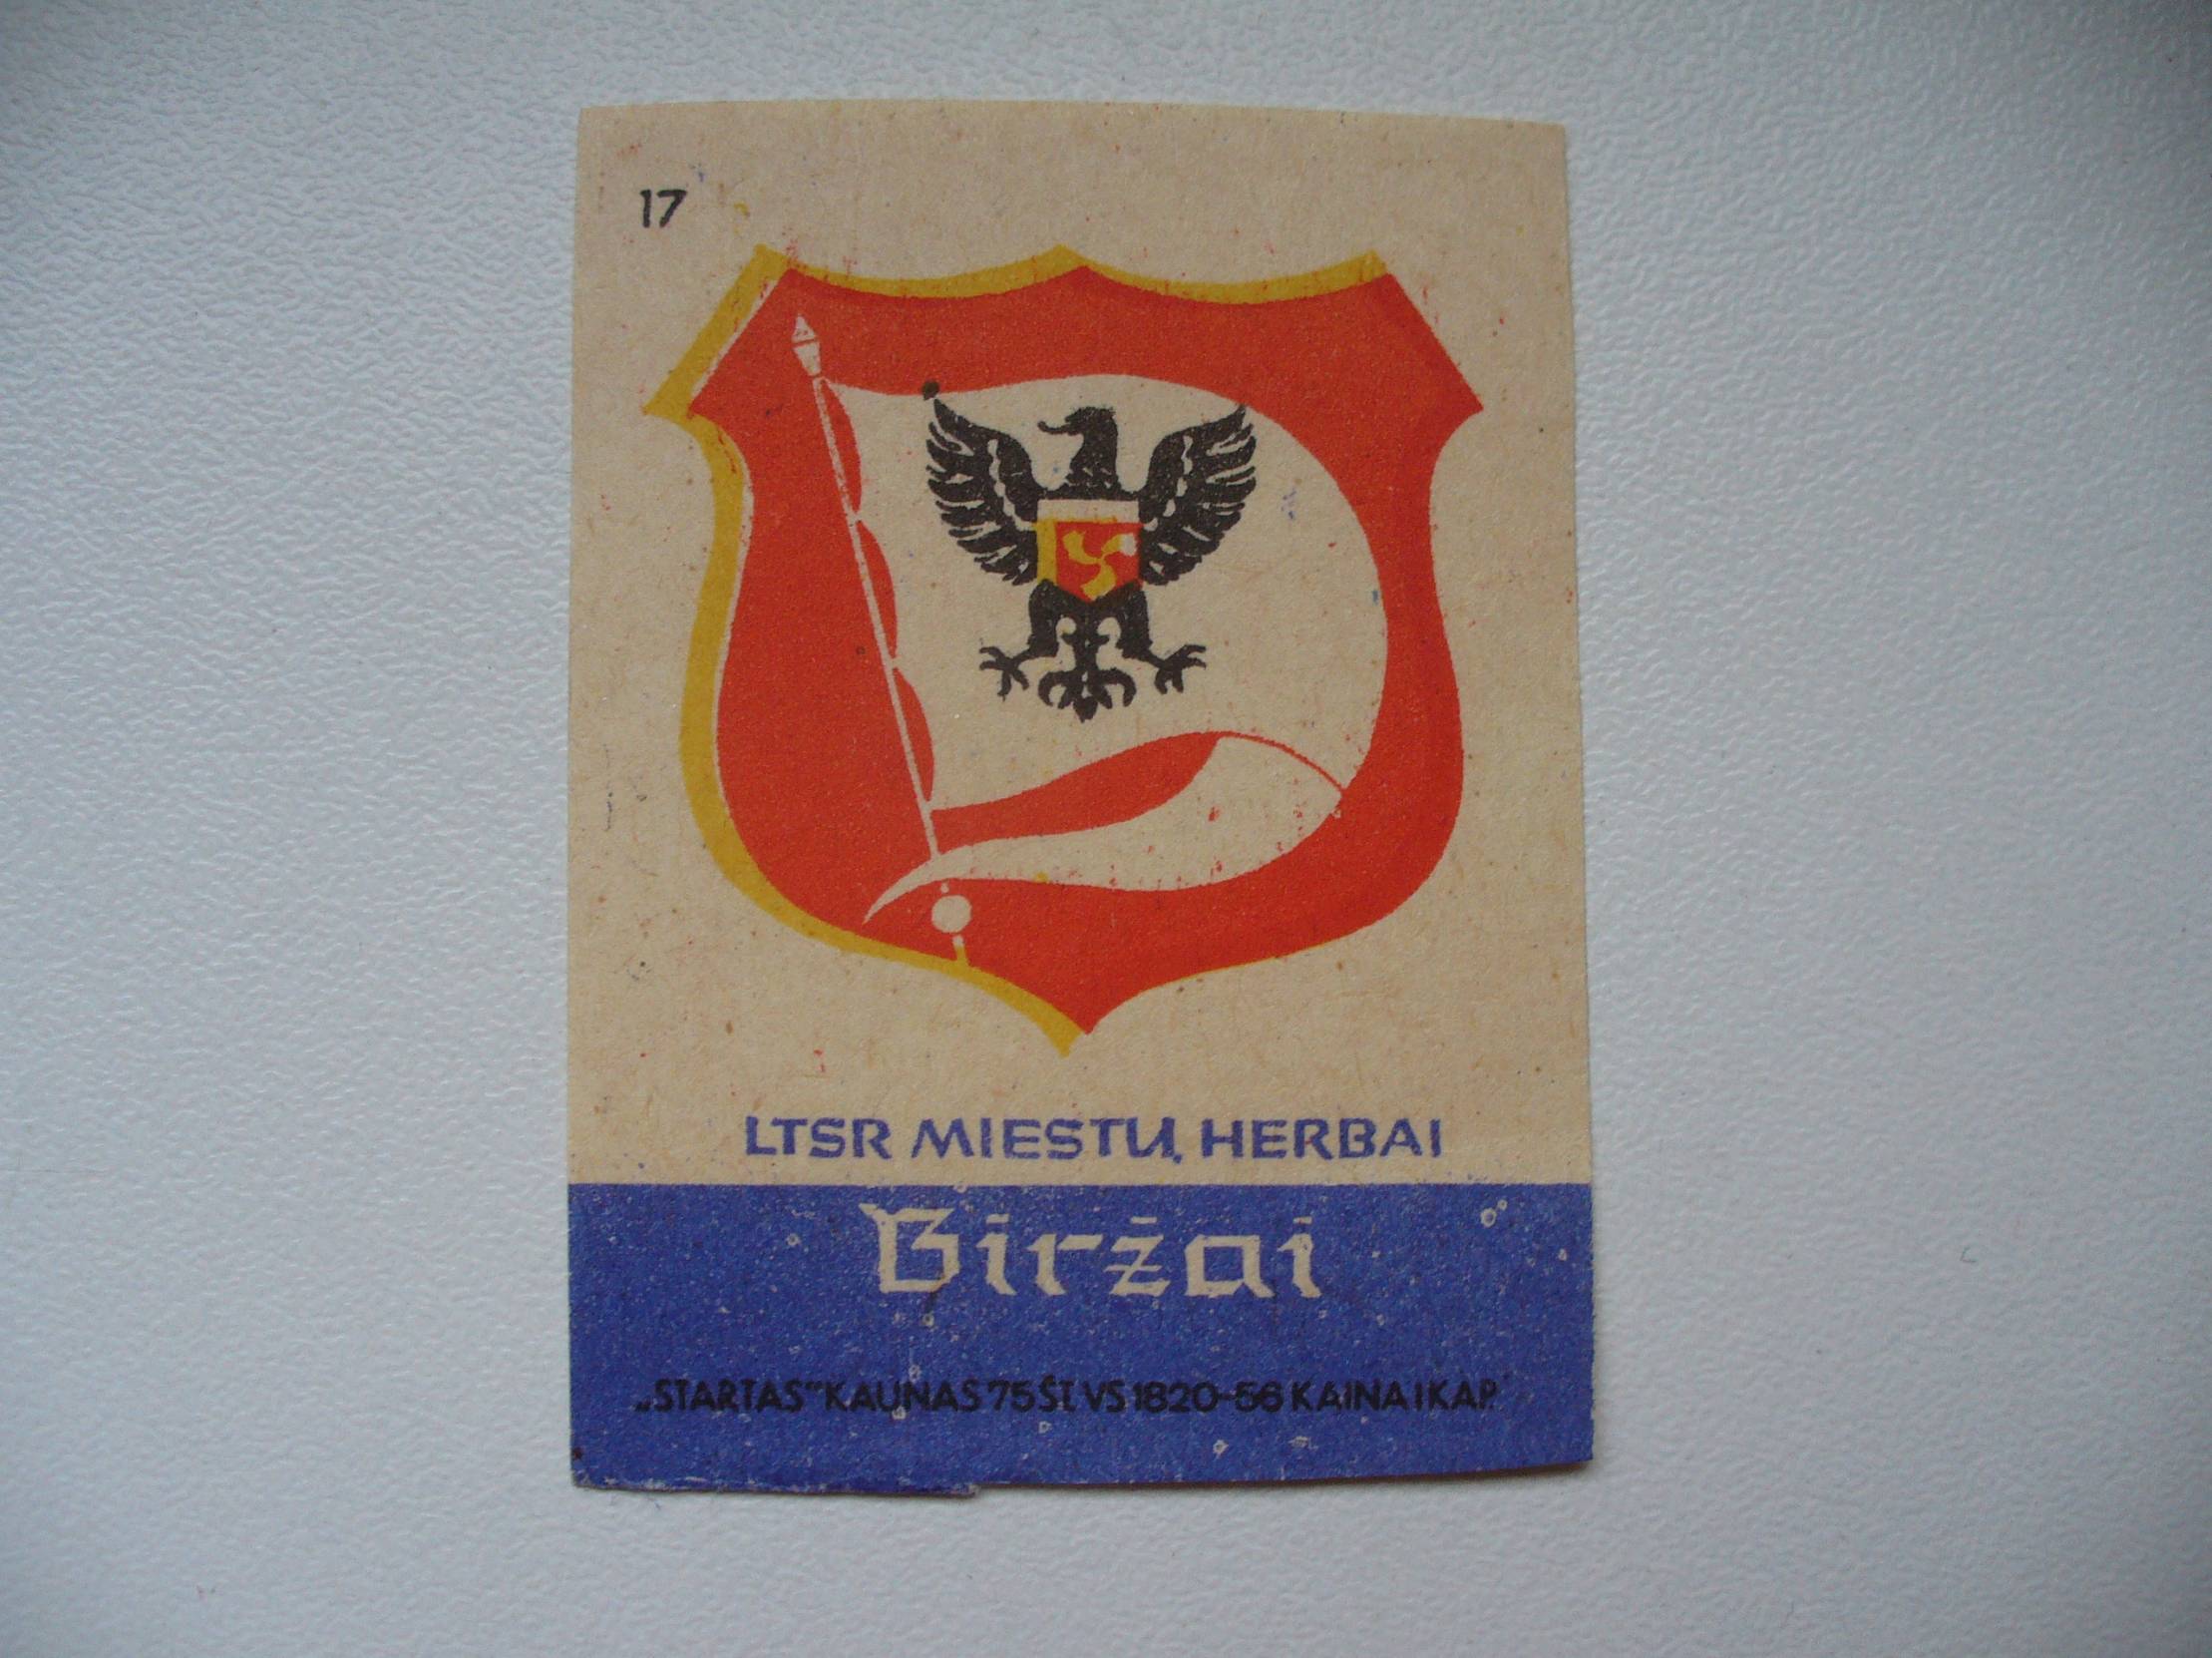 17
LTSR MIESTŲ HERBAI
Biržai
„STARTAS“ KAUNAS 75 ŠT. VS 1820-56 KAINA 1 KAP.